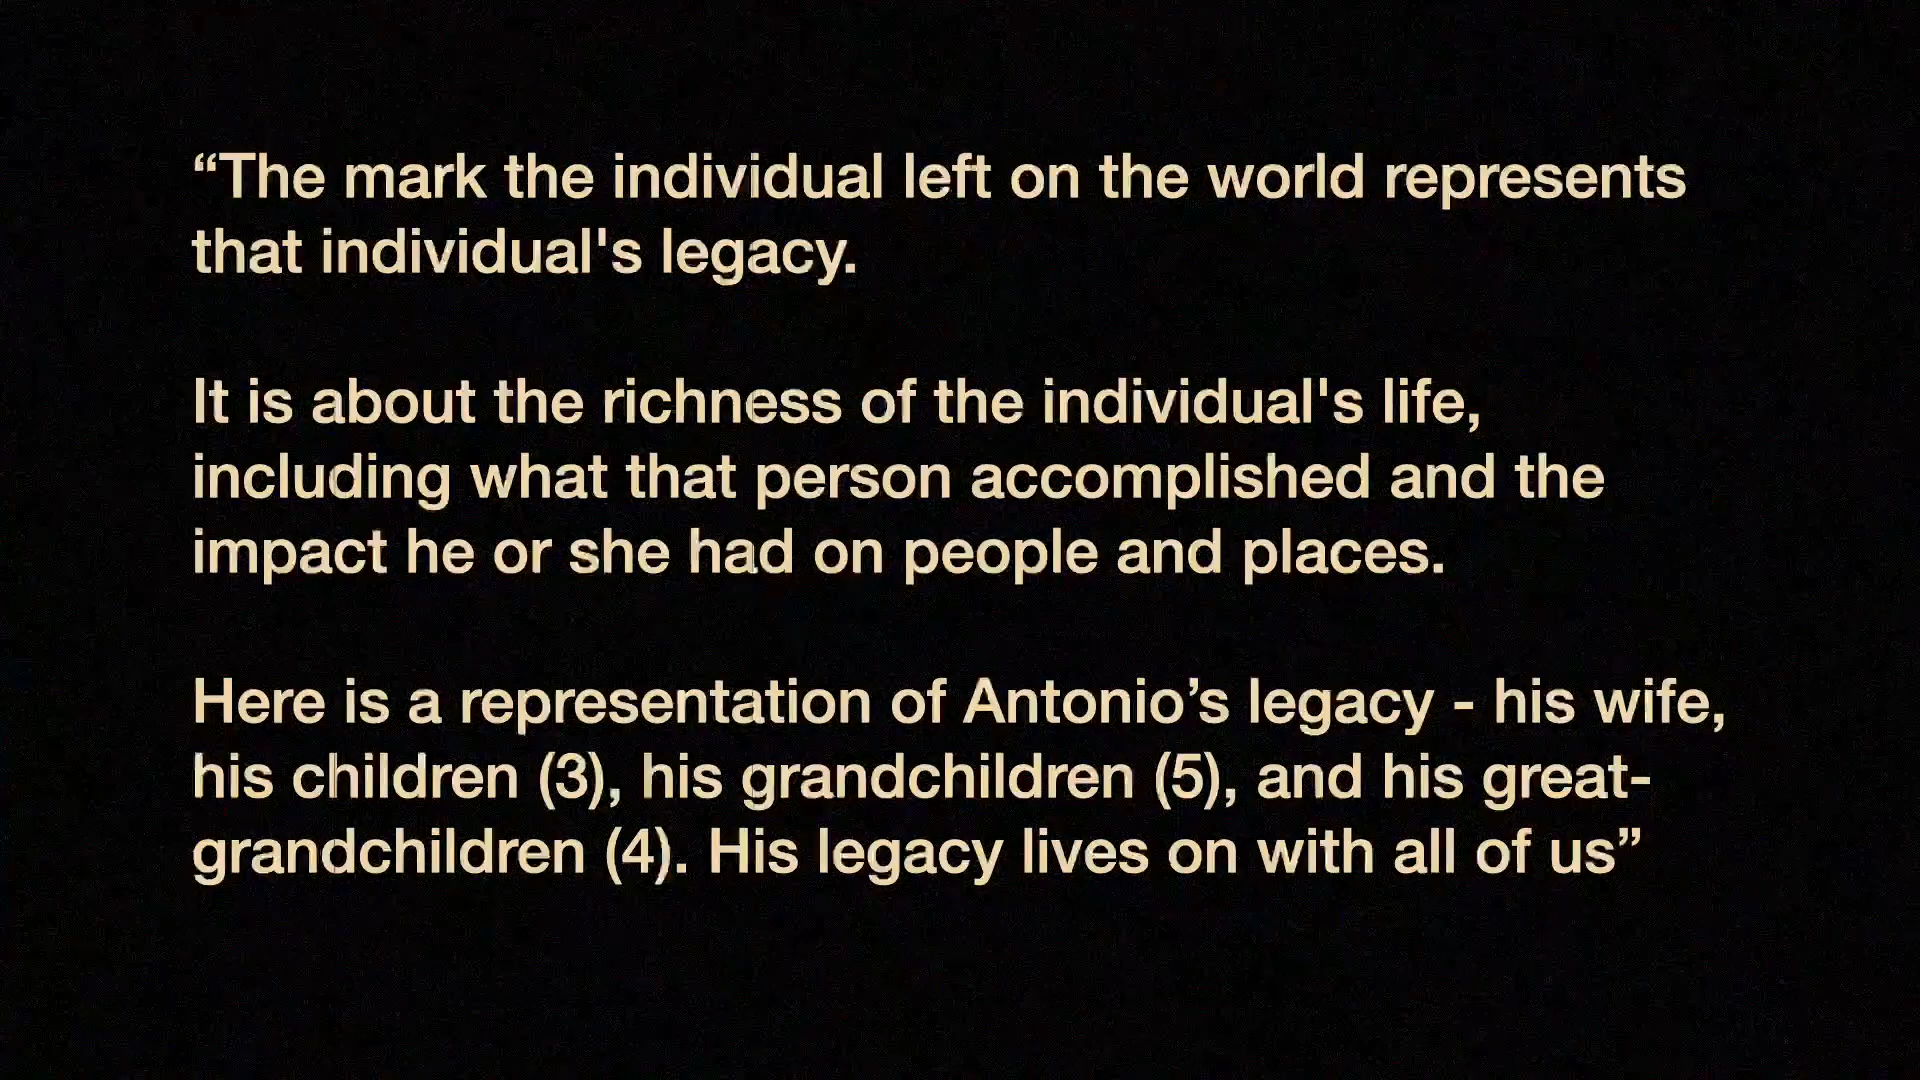 “The mark the individual left on the world represents
that individual's legacy.
It is about the richness of the individual's life,
including what that person accomplished and the
impact he or she had on people and places.
Here is a representation of Antonio’s legacy - his wife,
his children (3), his grandchildren (5), and his great-
grandchildren (4). His legacy lives on with all of us”